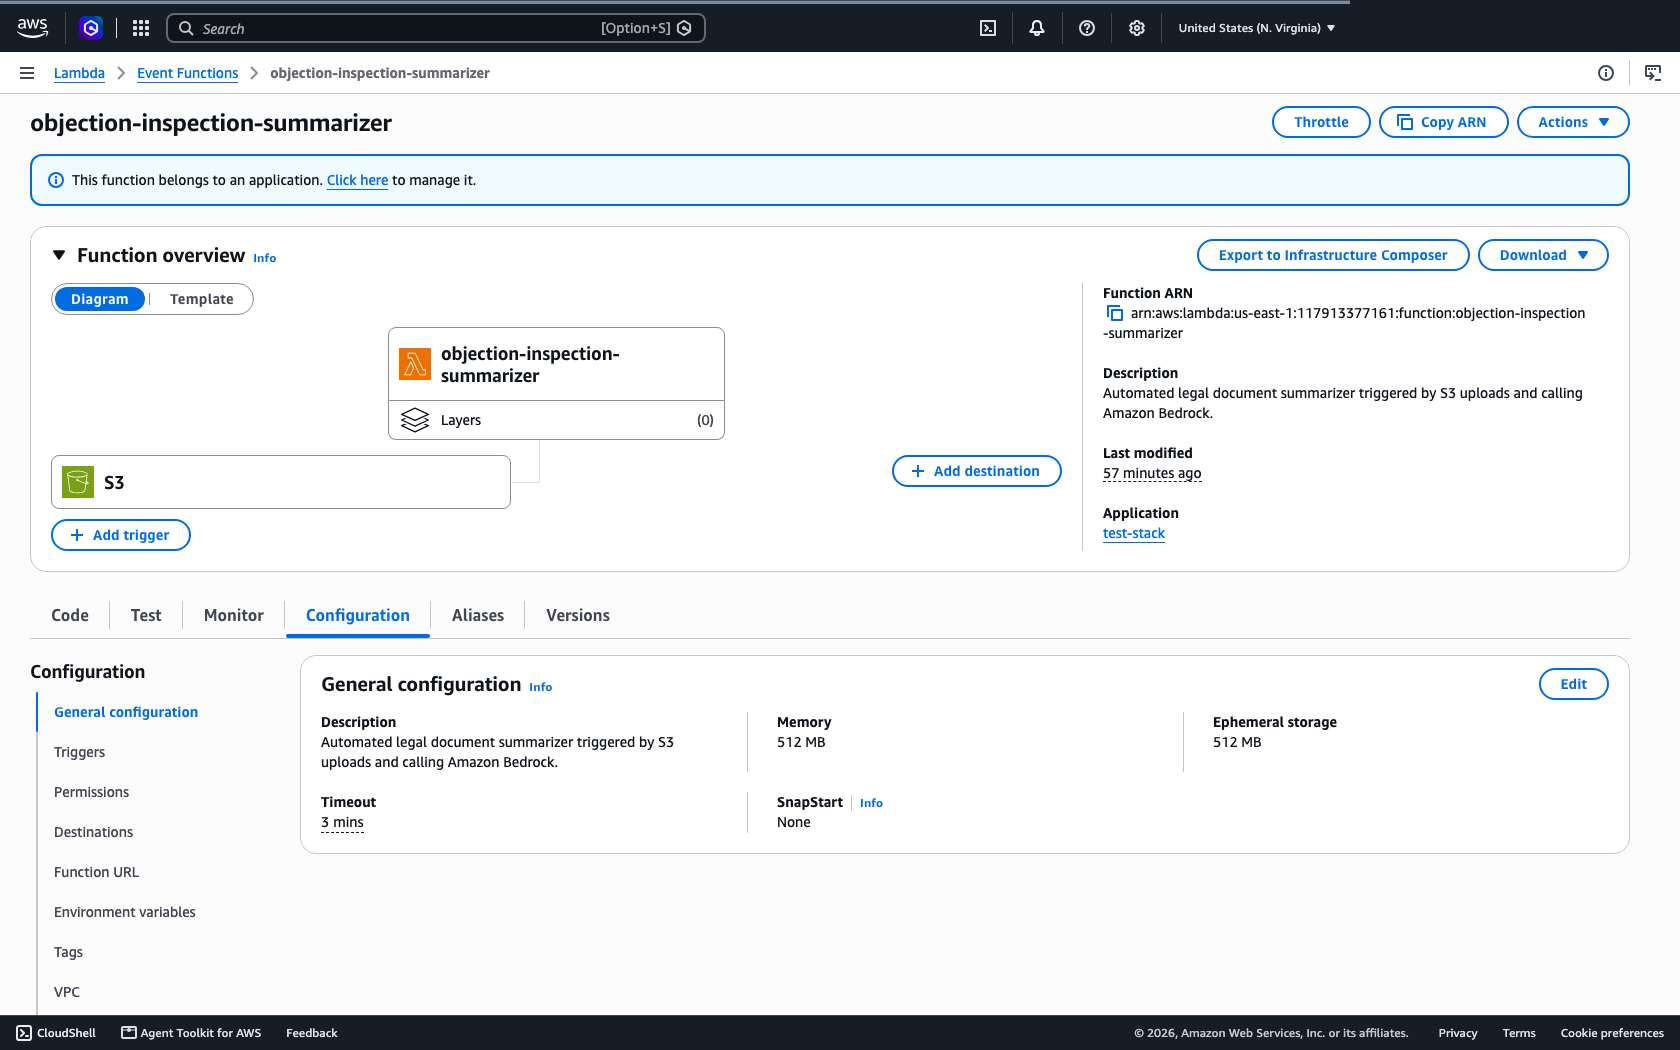 aws
Search
[Option+S]
United States (N. Virginia)
Lambda
Event Functions
objection-inspection-summarizer
objection-inspection-summarizer
Throttle
Copy ARN
Actions
This function belongs to an application. Click here to manage it.
Function overview Info
Export to Infrastructure Composer
Download
Diagram
Template
objection-inspection-
summarizer
Layers
(0)
S3
Add trigger
Add destination
Function ARN
arn:aws:lambda:us-east-1:117913377161:function:objection-inspection
-summarizer
Description
Automated legal document summarizer triggered by S3 uploads and calling
Amazon Bedrock.
Last modified
57 minutes ago
Application
test-stack
Code
Test
Monitor
Configuration
Aliases
Versions
Configuration
General configuration
Triggers
Permissions
Destinations
Function URL
Environment variables
Tags
VPC
General configuration Info
Edit
Description
Automated legal document summarizer triggered by S3
uploads and calling Amazon Bedrock.
Memory
512 MB
Ephemeral storage
512 MB
Timeout
3 mins
SnapStart Info
None
CloudShell
Agent Toolkit for AWS
Feedback
© 2026, Amazon Web Services, Inc. or its affiliates.
Privacy
Terms
Cookie preferences